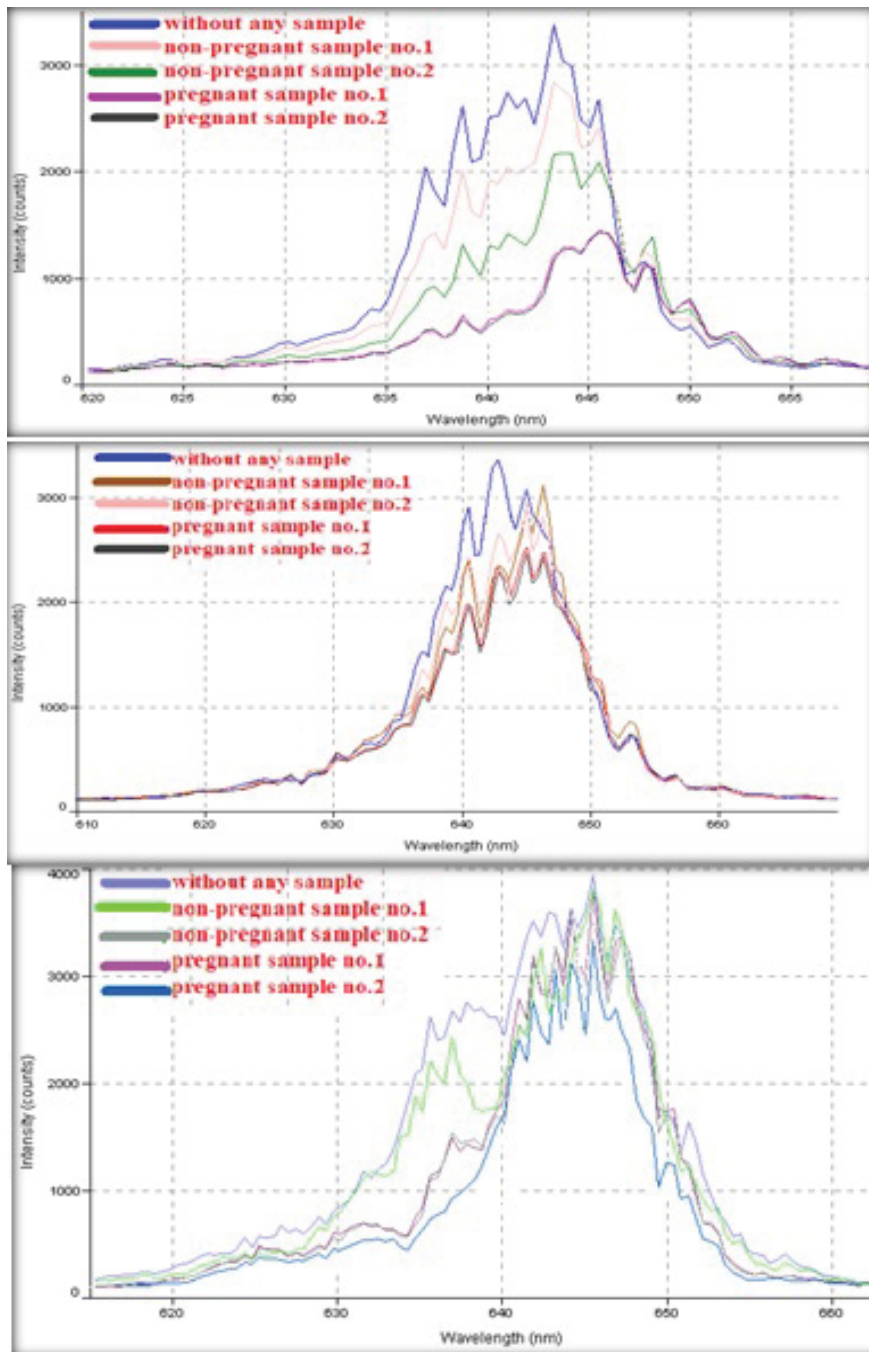 without any sample
non-pregnant sample no.1
non-pregnant sample no.2
pregnant sample no.1
pregnant sample no.2
Intensity (counts)
3000
2000
1000
0
620 625 630 635 640 645 650 655
Wavelength (nm)
without any sample
non-pregnant sample no.1
non-pregnant sample no.2
pregnant sample no.1
pregnant sample no.2
Intensity (counts)
3000
2000
1000
0
610 620 630 640 650 660
Wavelength (nm)
without any sample
non-pregnant sample no.1
non-pregnant sample no.2
pregnant sample no.1
pregnant sample no.2
Intensity (counts)
4000
3000
2000
1000
0
620 630 640 650 660
Wavelength (nm)